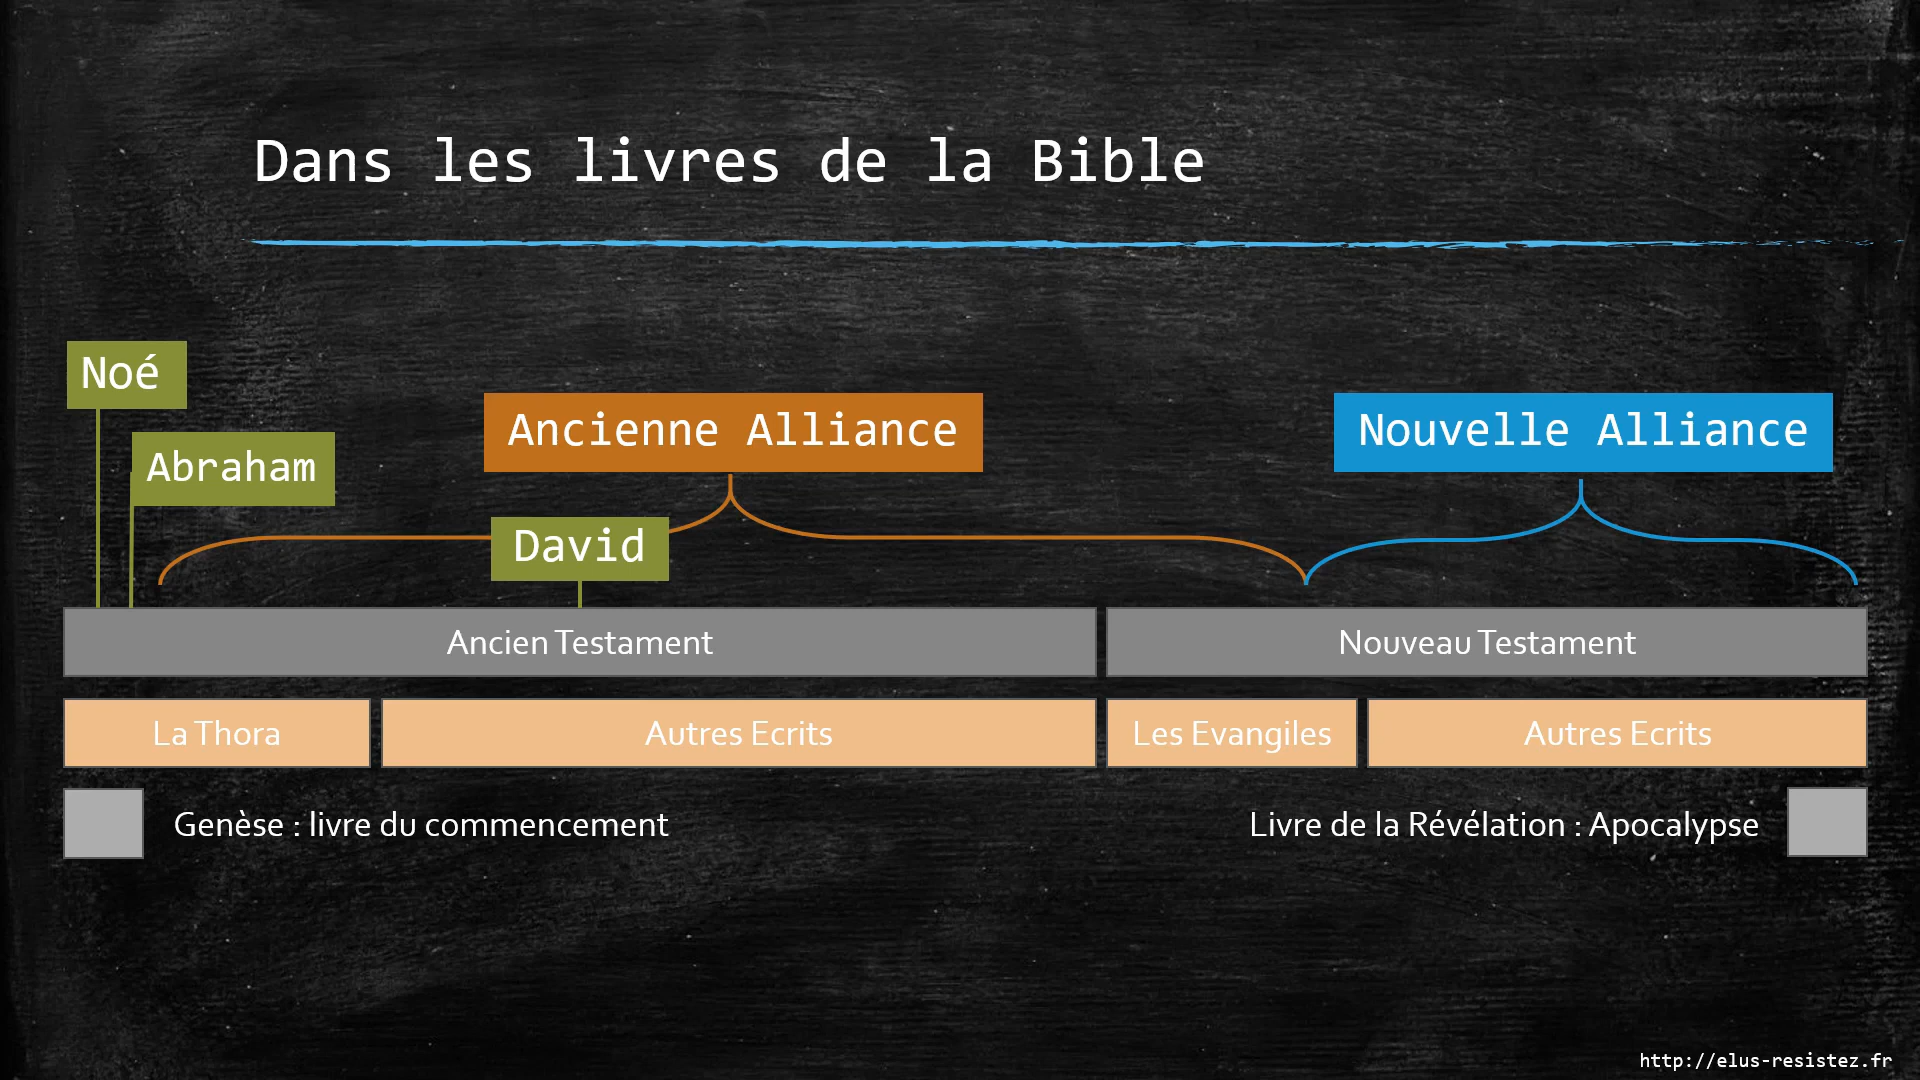 Dans les livres de la Bible
Noé
Abraham
Ancienne Alliance
Nouvelle Alliance
David
Ancien Testament
Nouveau Testament
La Thora
Autres Ecrits
Les Evangiles
Autres Ecrits
Genèse : livre du commencement
Livre de la Révélation : Apocalypse
http://elus-resistez.fr